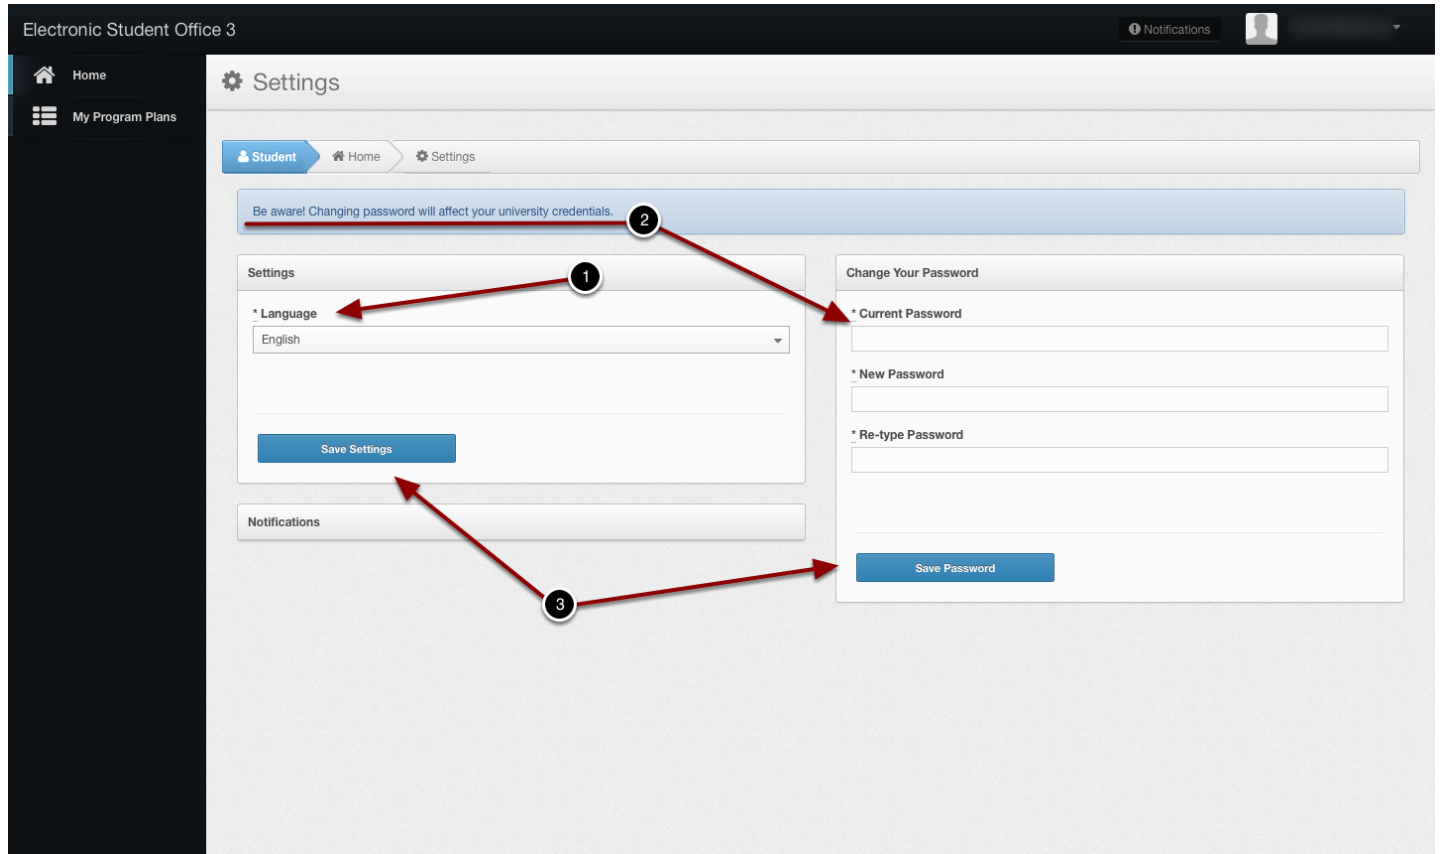 Electronic Student Office 3
Notifications
Home
My Program Plans
Settings
Student
Home
Settings
Be aware! Changing password will affect your university credentials.
2
1
Settings
* Language
English
Save Settings
Notifications
Change Your Password
* Current Password
* New Password
* Re-type Password
Save Password
3